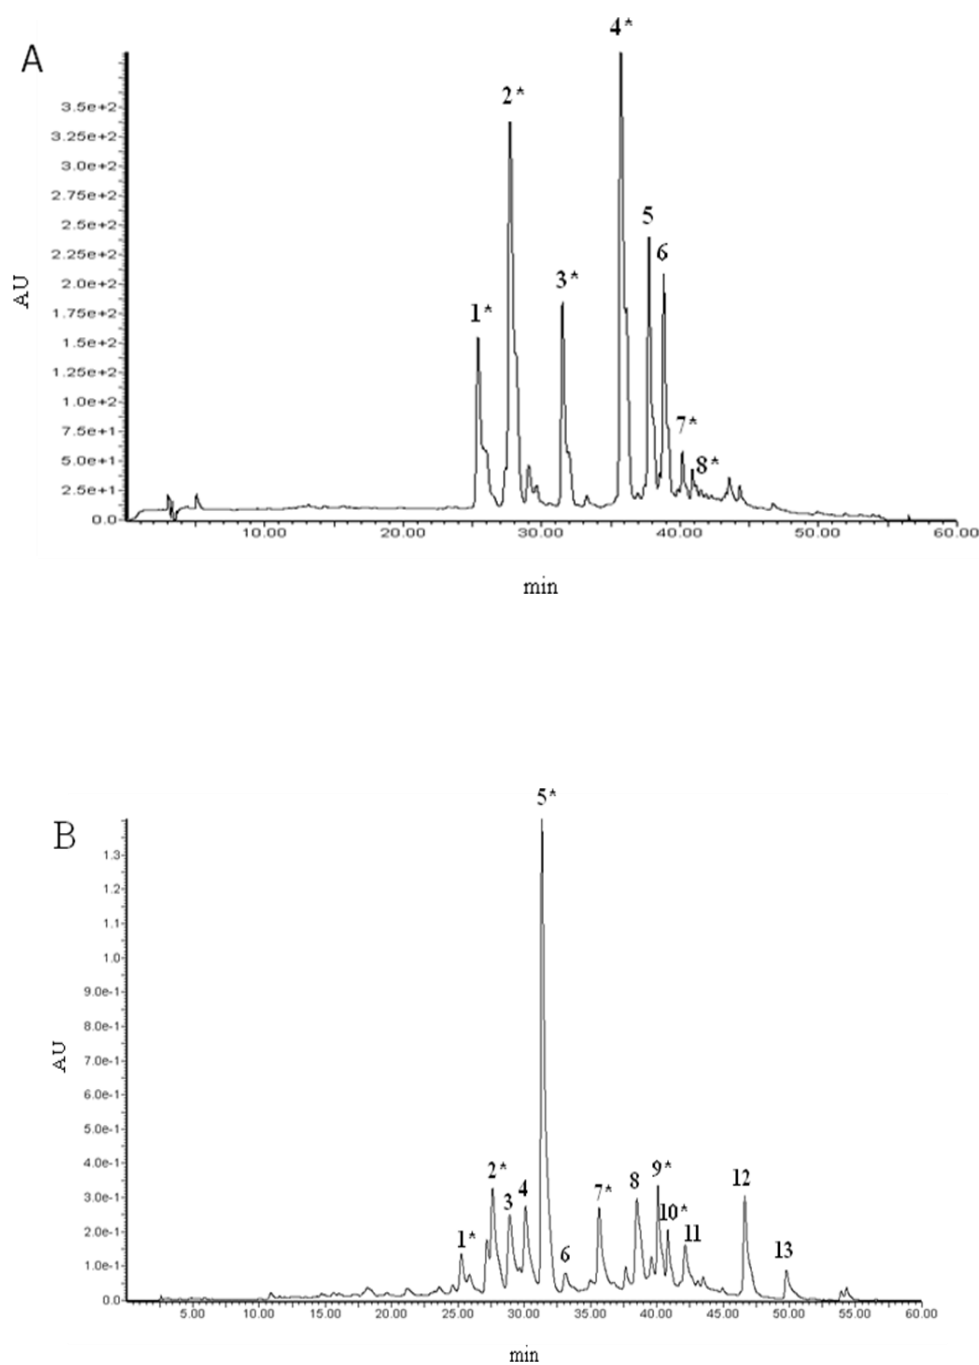 A
4*
2*
3.5e+2
3.25e+2
3.0e+2
2.75e+2
2.5e+2
2.25e+2
2.0e+2
1.75e+2
1.5e+2
1.25e+2
1.0e+2
7.5e+1
5.0e+1
2.5e+1
0.0
AU
5
6
3*
1*
7*
8*
10.00 20.00 30.00 40.00 50.00 60.00
min
5*
B
1.3
1.2
1.1
1.0
9.0e-1
8.0e-1
7.0e-1
6.0e-1
5.0e-1
4.0e-1
3.0e-1
2.0e-1
1.0e-1
0.0
AU
1*
2*
3
4
6
7*
8
9*
10*
11
12
13
5.00 10.00 15.00 20.00 25.00 30.00 35.00 40.00 45.00 50.00 55.00 60.00
min